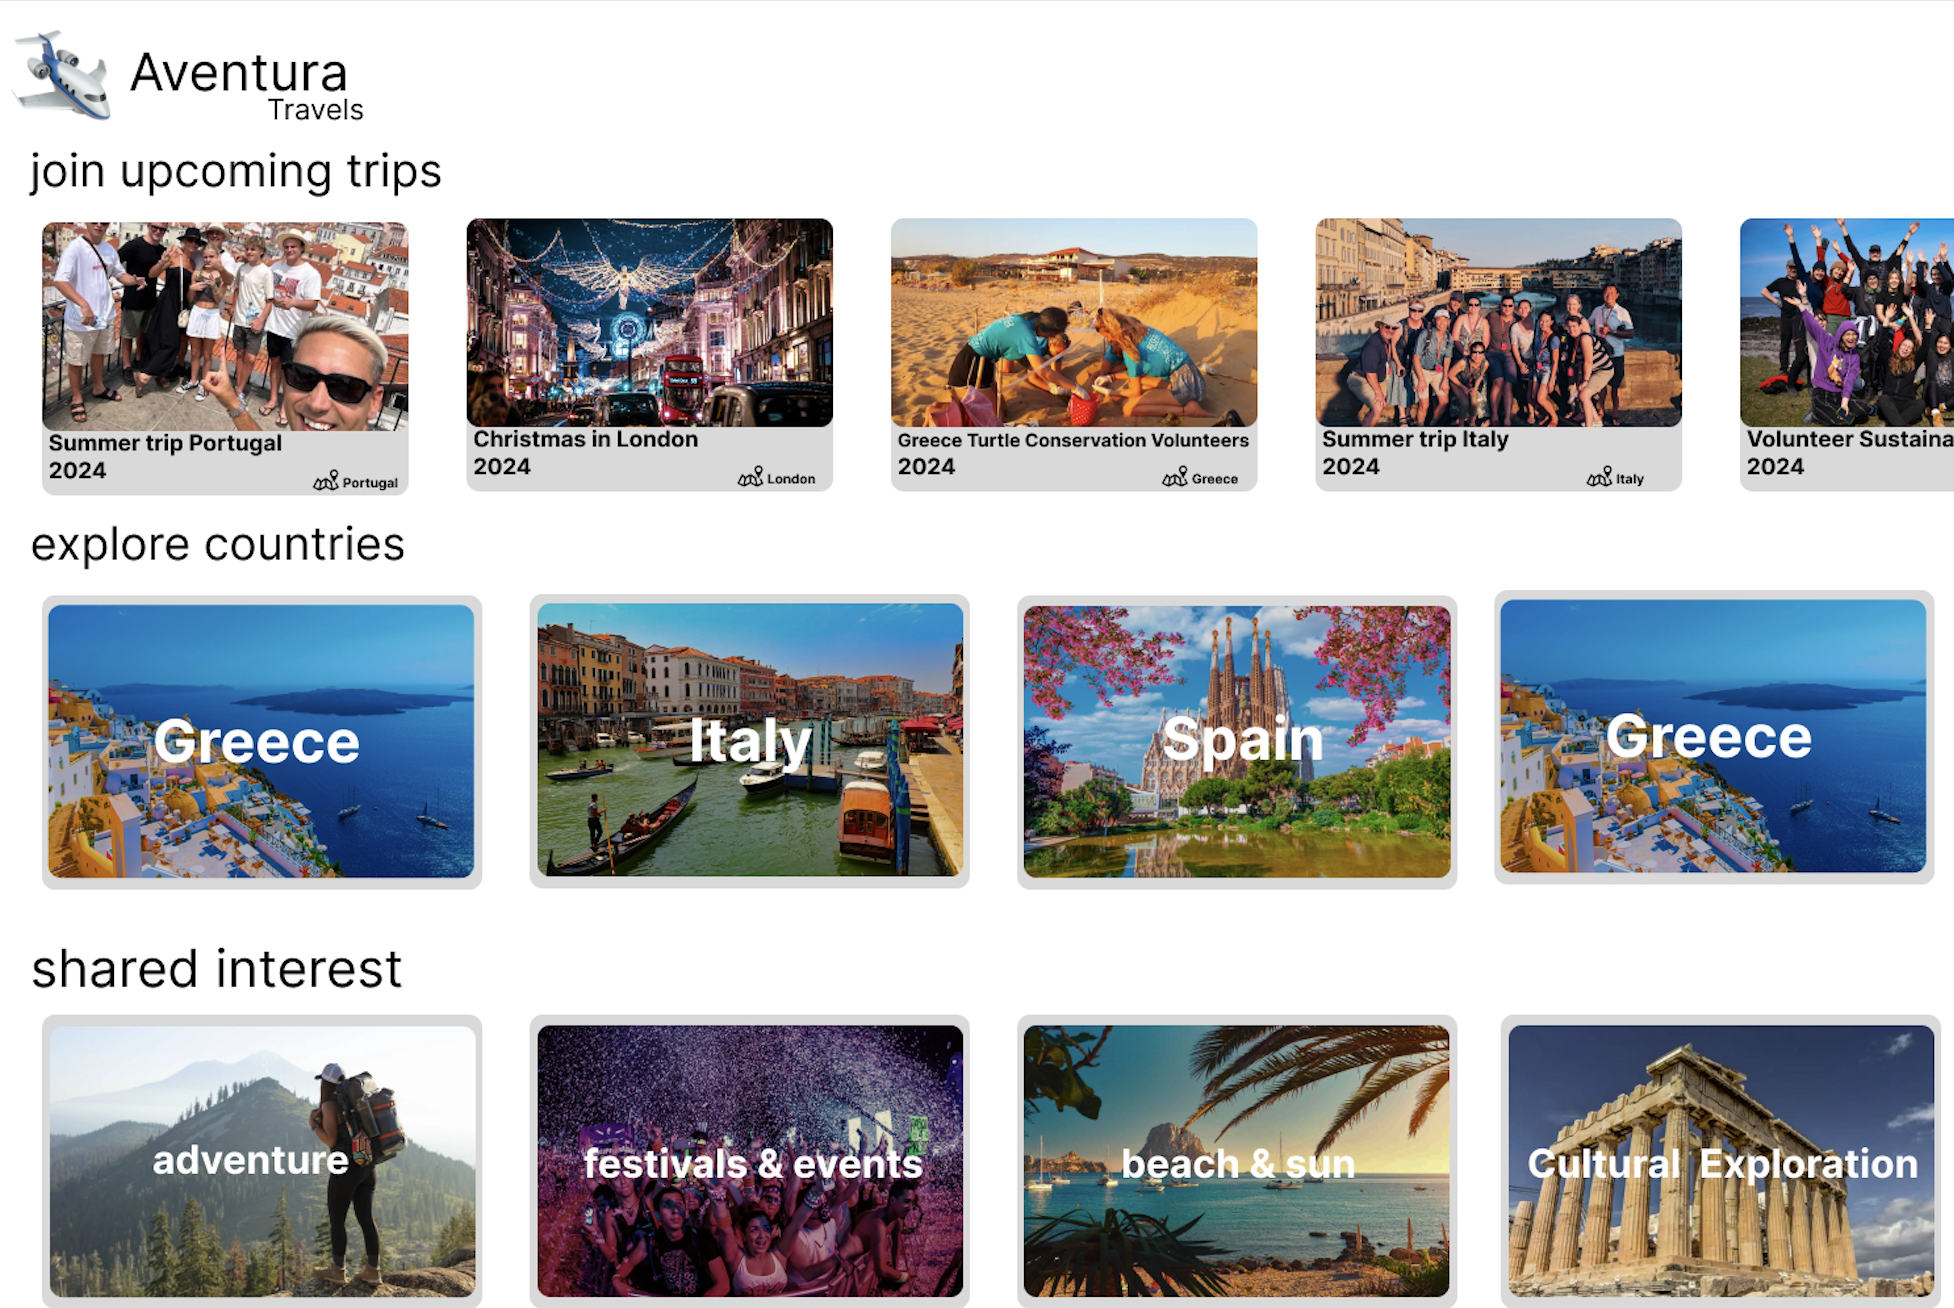 Aventura
Travels
join upcoming trips
Summer trip Portugal
2024
Portugal
Christmas in London
2024
London
Greece Turtle Conservation Volunteers
2024
Greece
Summer trip Italy
2024
Italy
Volunteer Sustaina
2024
explore countries
Greece
Italy
Spain
Greece
shared interest
adventure
festivals & events
beach & sun
Cultural Exploration